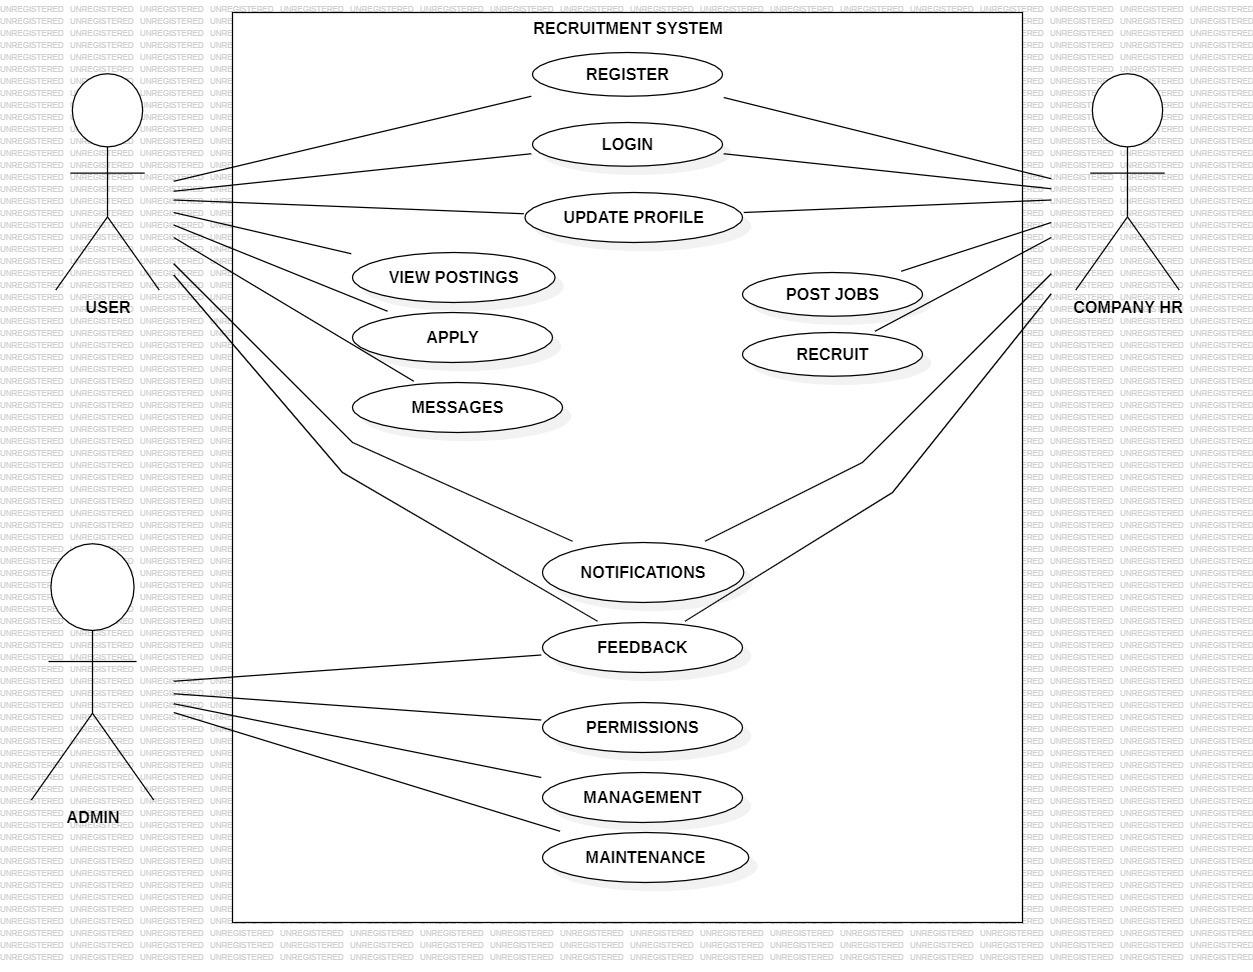 RECRUITMENT SYSTEM
REGISTER
LOGIN
UPDATE PROFILE
VIEW POSTINGS
POST JOBS
USER
COMPANY HR
APPLY
RECRUIT
MESSAGES
NOTIFICATIONS
FEEDBACK
PERMISSIONS
MANAGEMENT
ADMIN
MAINTENANCE
UNREGISTERED